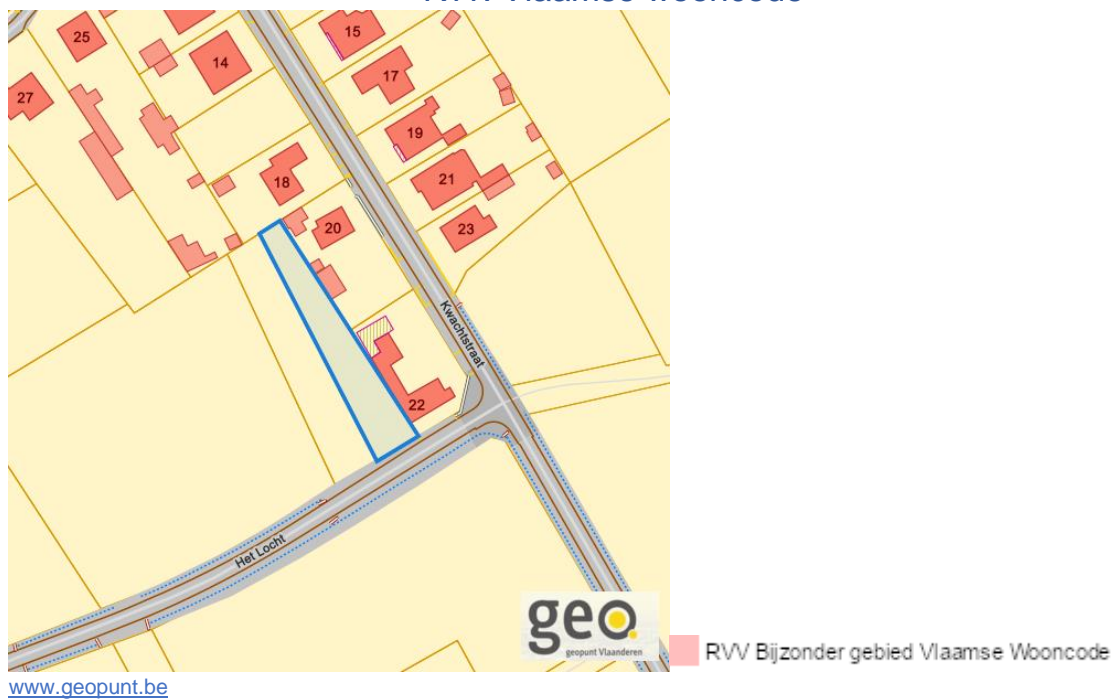 RVV Vlaamse wooncode
25
15
14
17
27
19
18
21
20
23
Kwachtstraat
22
Het Locht
geo
geopunt Vlaanderen
RVV Bijzonder gebied Vlaamse Wooncode
www.geopunt.be